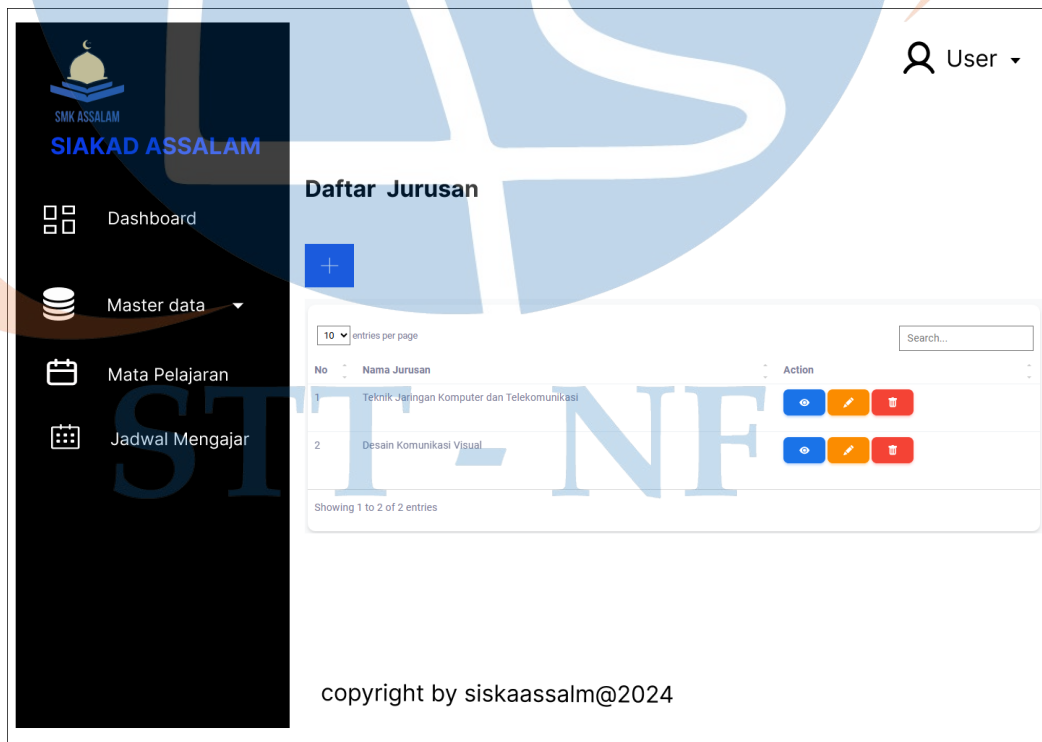 SMK ASSALAM
SIAKAD ASSALAM
User
Dashboard
Master data
Mata Pelajaran
Jadwal Mengajar
Daftar Jurusan
+
10 entries per page
Search...
No Nama Jurusan Action
1 Teknik Jaringan Komputer dan Telekomunikasi
2 Desain Komunikasi Visual
Showing 1 to 2 of 2 entries
STT - NF
copyright by siskaassalm@2024